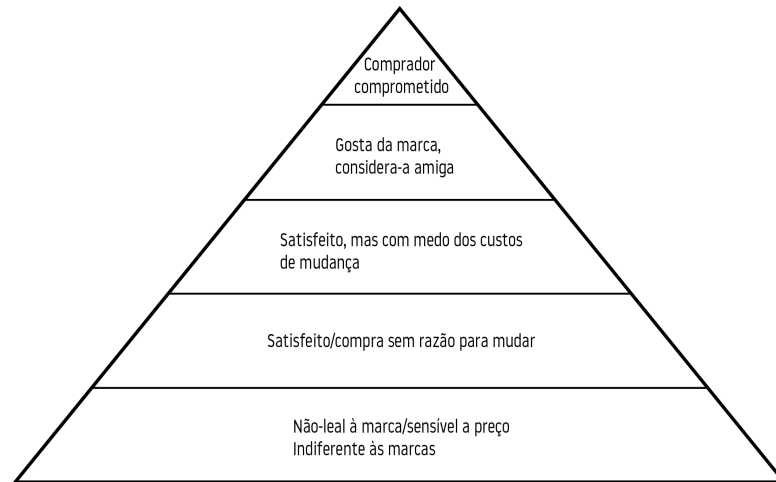 Comprador
comprometido
Gosta da marca,
considera-a amiga
Satisfeito, mas com medo dos custos
de mudança
Satisfeito/compra sem razão para mudar
Não-leal à marca/sensível a preço
Indiferente às marcas